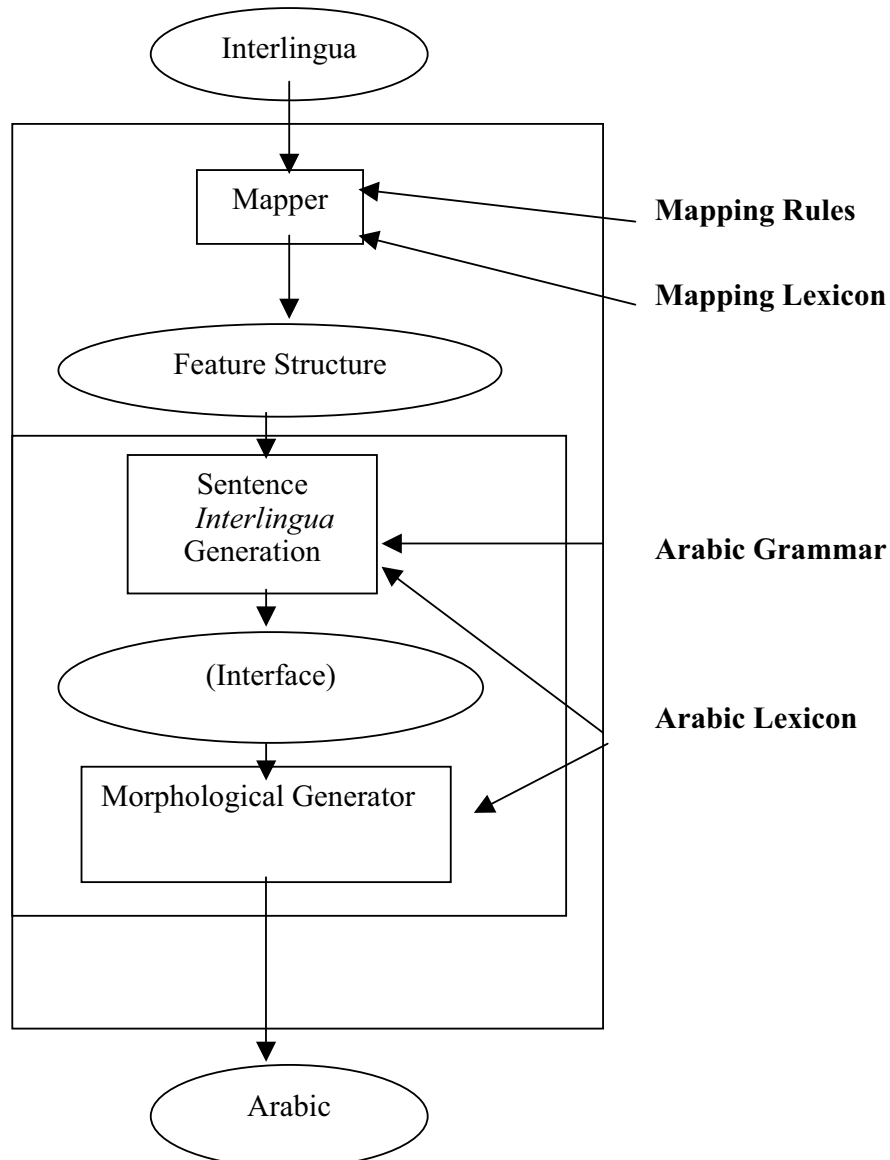 Interlingua
Mapper
Mapping Rules
Mapping Lexicon
Feature Structure
Sentence
Interlingua
Generation
Arabic Grammar
(Interface)
Arabic Lexicon
Morphological Generator
Arabic